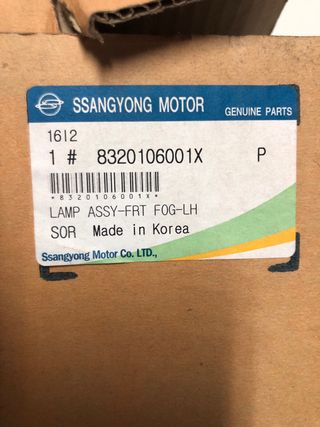 SSANGYONG MOTOR
GENUINE PARTS
1612
1 # 8320106001X P
*8320106001X*
LAMP ASSY-FRT FOG-LH
SOR Made in Korea
Ssangyong Motor Co. LTD.,